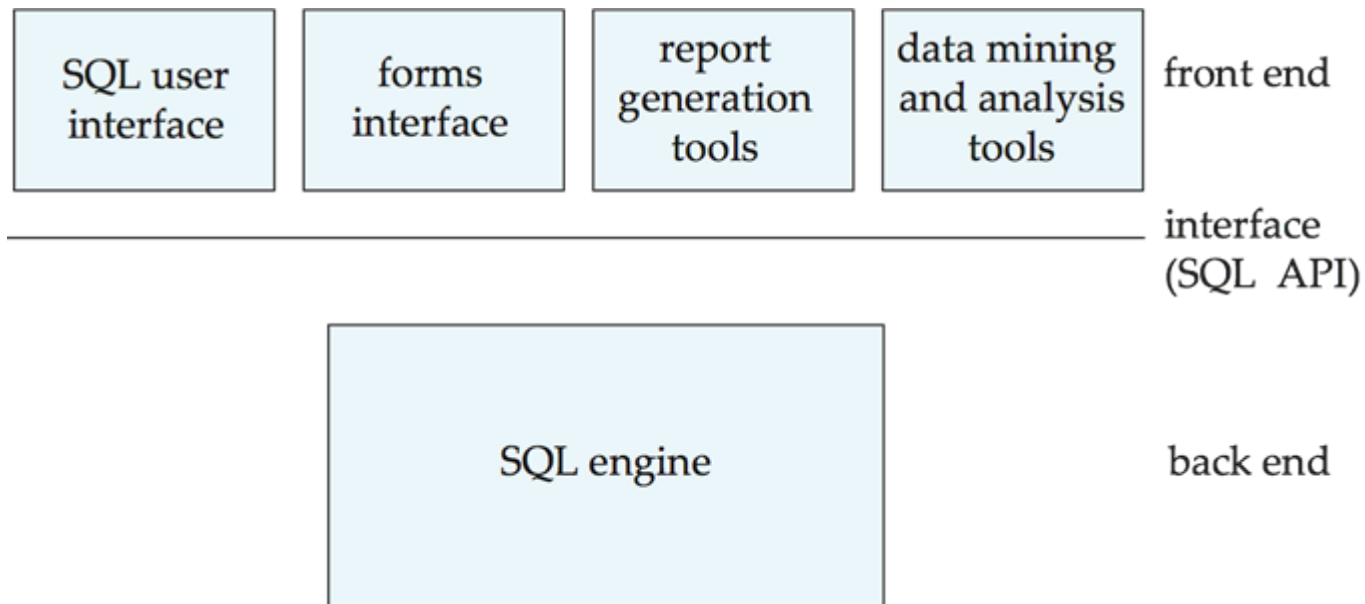 SQL user
interface
forms
interface
report
generation
tools
data mining
and analysis
tools
front end
interface
(SQL API)
SQL engine
back end